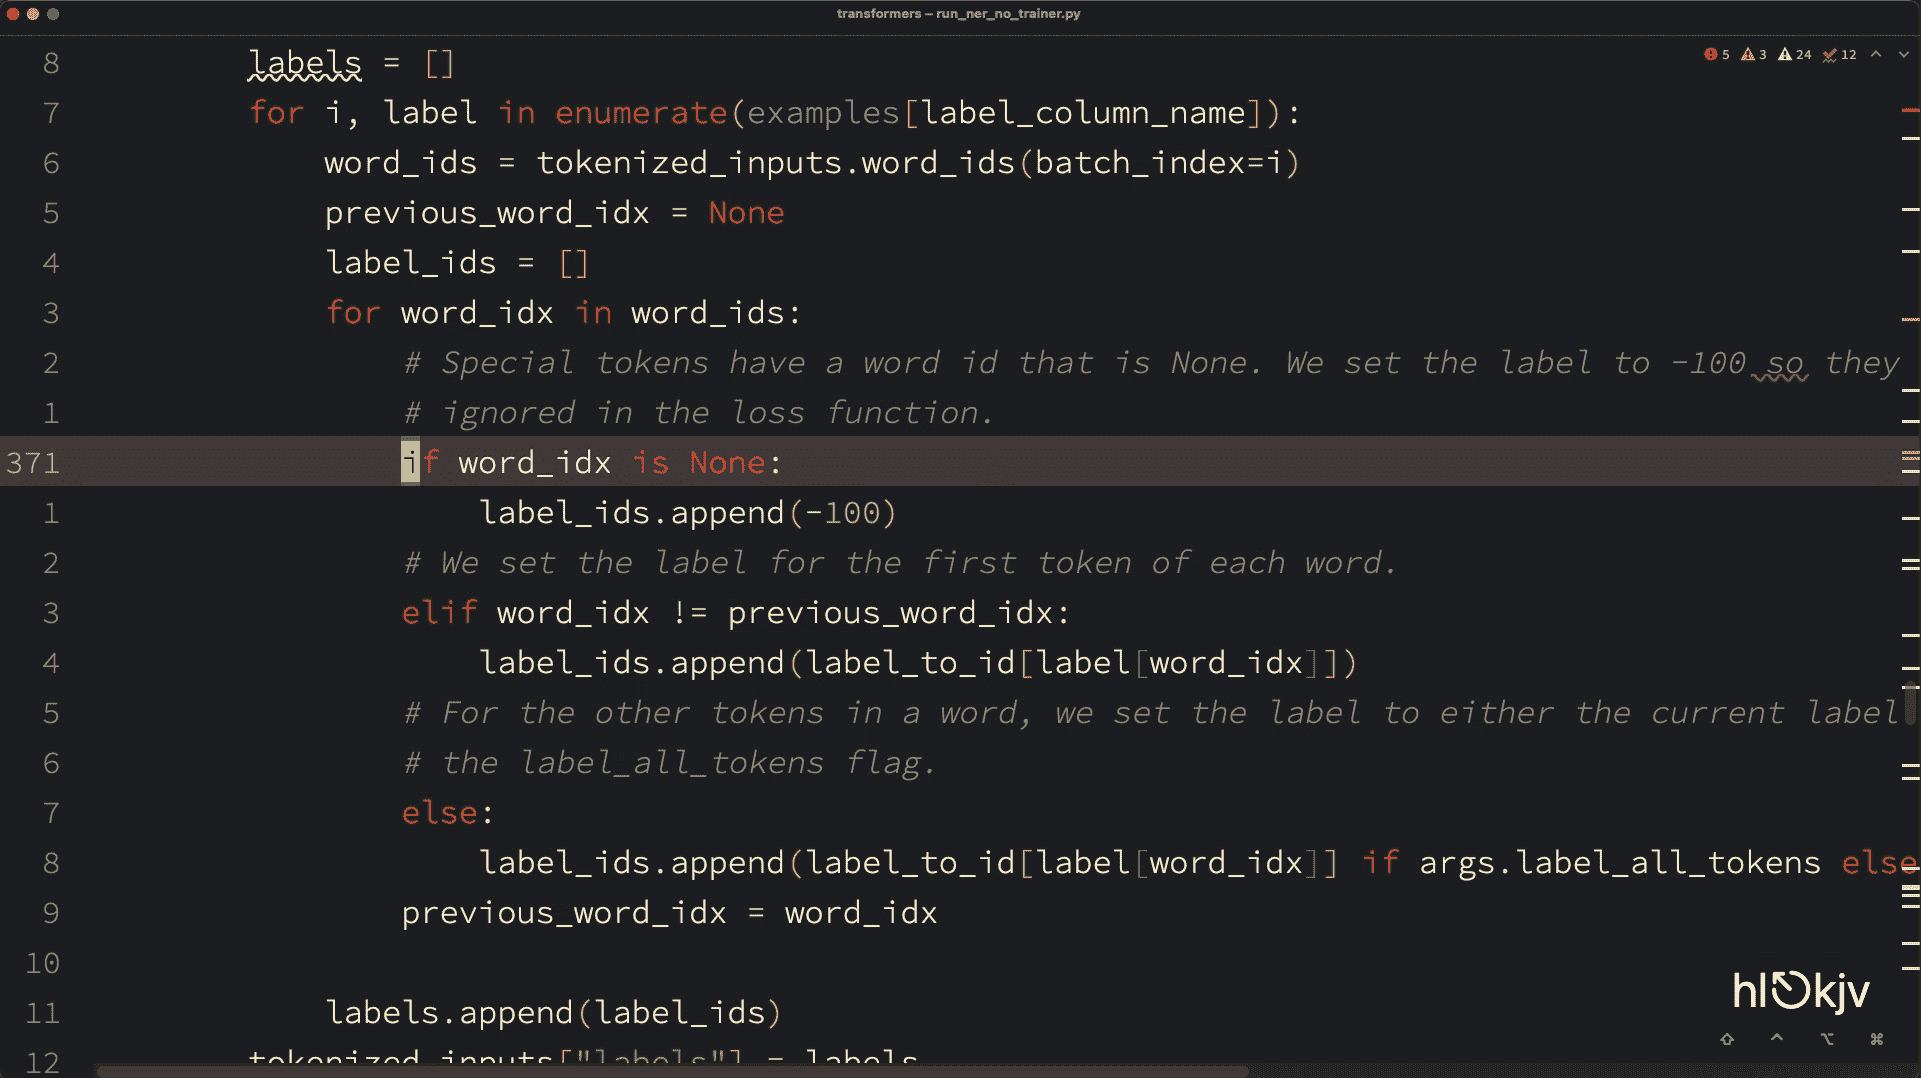 transformers – run_ner_no_trainer.py
5 3 24 12
8 labels = []
7 for i, label in enumerate(examples[label_column_name]):
6 word_ids = tokenized_inputs.word_ids(batch_index=i)
5 previous_word_idx = None
4 label_ids = []
3 for word_idx in word_ids:
2 # Special tokens have a word id that is None. We set the label to -100 so they
1 # ignored in the loss function.
371 if word_idx is None:
1 label_ids.append(-100)
2 # We set the label for the first token of each word.
3 elif word_idx != previous_word_idx:
4 label_ids.append(label_to_id[label[word_idx]])
5 # For the other tokens in a word, we set the label to either the current label
6 # the label_all_tokens flag.
7 else:
8 label_ids.append(label_to_id[label[word_idx]] if args.label_all_tokens else
9 previous_word_idx = word_idx
10
11 labels.append(label_ids)
12 tokenized_inputs["labels"] = labels
hl⎋kjv
⇧ ⌃ ⌥ ⌘